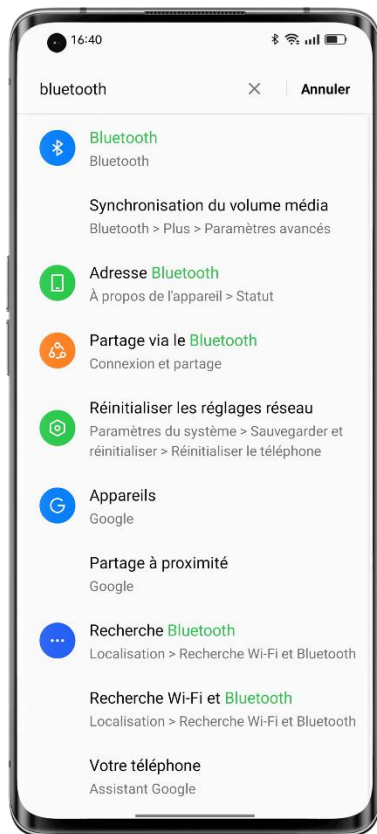 16:40
bluetooth
Annuler
Bluetooth
Bluetooth
Synchronisation du volume média
Bluetooth > Plus > Paramètres avancés
Adresse Bluetooth
À propos de l'appareil > Statut
Partage via le Bluetooth
Connexion et partage
Réinitialiser les réglages réseau
Paramètres du système > Sauvegarder et
réinitialiser > Réinitialiser le téléphone
Appareils
Google
Partage à proximité
Google
Recherche Bluetooth
Localisation > Recherche Wi-Fi et Bluetooth
Recherche Wi-Fi et Bluetooth
Localisation > Recherche Wi-Fi et Bluetooth
Votre téléphone
Assistant Google